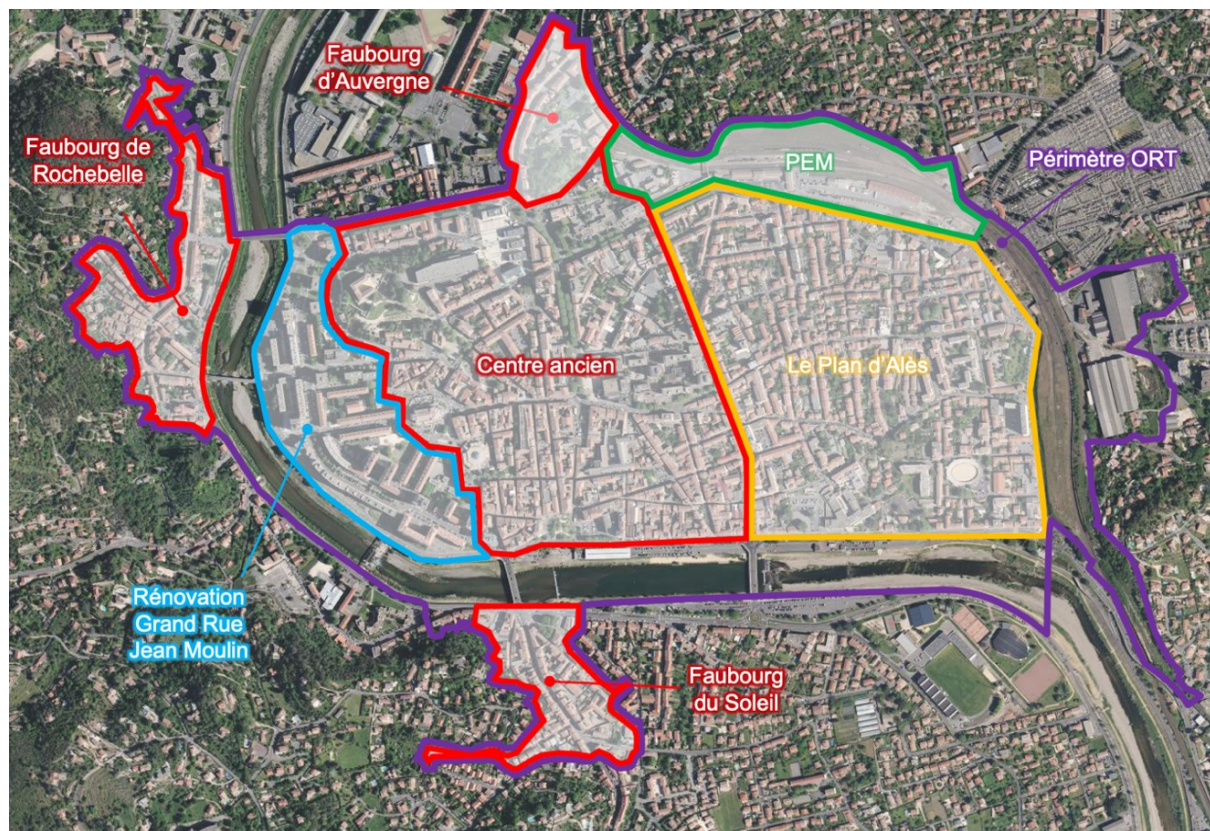 Faubourg
d'Auvergne
Faubourg de
Rochebelle
PEM
Périmètre ORT
Centre ancien
Le Plan d'Alès
Rénovation
Grand Rue
Jean Moulin
Faubourg
du Soleil